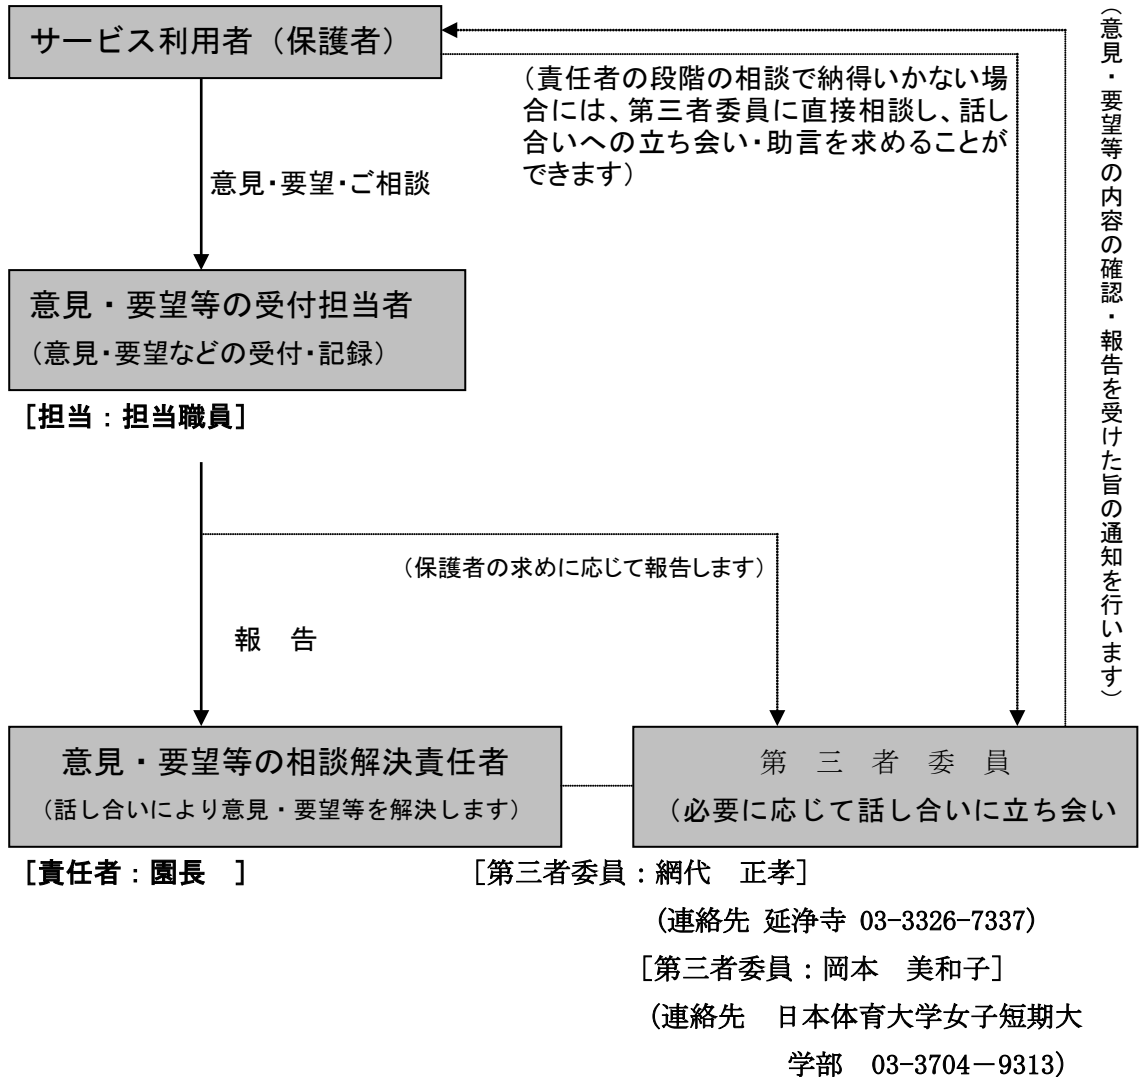 サービス利用者（保護者）
（責任者の段階の相談で納得いかない場
合には、第三者委員に直接相談し、話し
合いへの立ち会い・助言を求めることが
できます）
（意見・要望等の内容の確認・報告を受けた旨の通知を行います）
意見・要望・ご相談
意見・要望等の受付担当者
（意見・要望などの受付・記録）
［担当：担当職員］
（保護者の求めに応じて報告します）
報　告
意見・要望等の相談解決責任者
（話し合いにより意見・要望等を解決します）
第　三　者　委　員
（必要に応じて話し合いに立ち会い
［責任者：園長　］
［第三者委員：網代　正孝］
（連絡先 延浄寺 03-3326-7337）
［第三者委員：岡本　美和子］
（連絡先　日本体育大学女子短期大
学部　03-3704－9313）